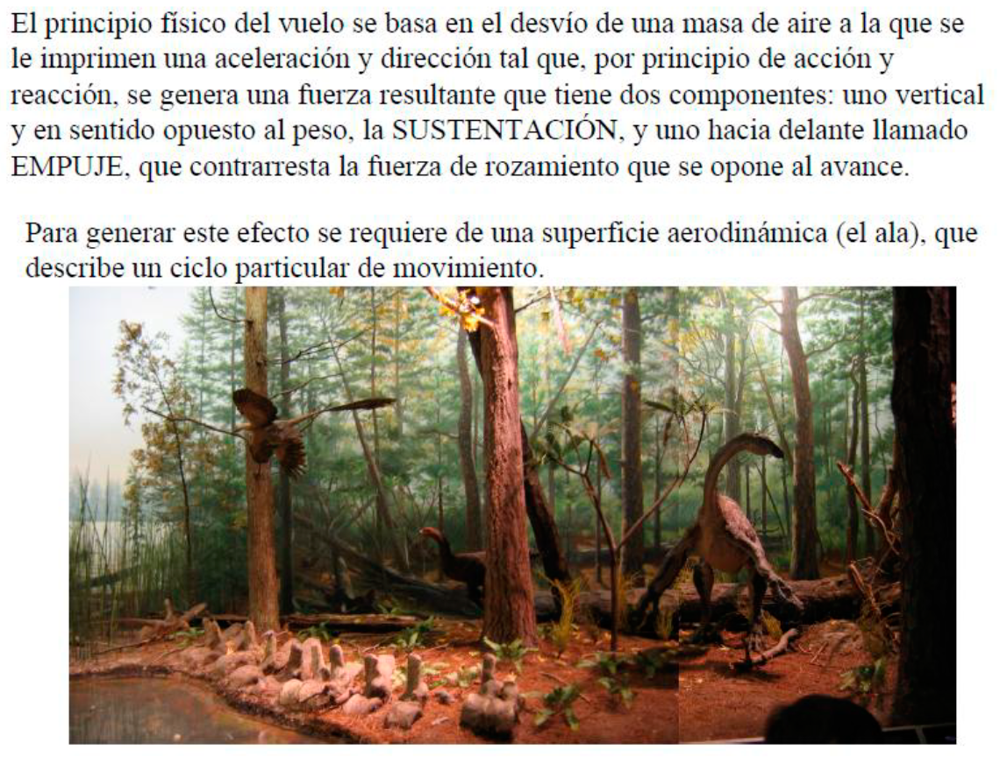 El principio físico del vuelo se basa en el desvío de una masa de aire a la que se
le imprimen una aceleración y dirección tal que, por principio de acción y
reacción, se genera una fuerza resultante que tiene dos componentes: uno vertical
y en sentido opuesto al peso, la SUSTENTACIÓN, y uno hacia delante llamado
EMPUJE, que contrarresta la fuerza de rozamiento que se opone al avance.
Para generar este efecto se requiere de una superficie aerodinámica (el ala), que
describe un ciclo particular de movimiento.